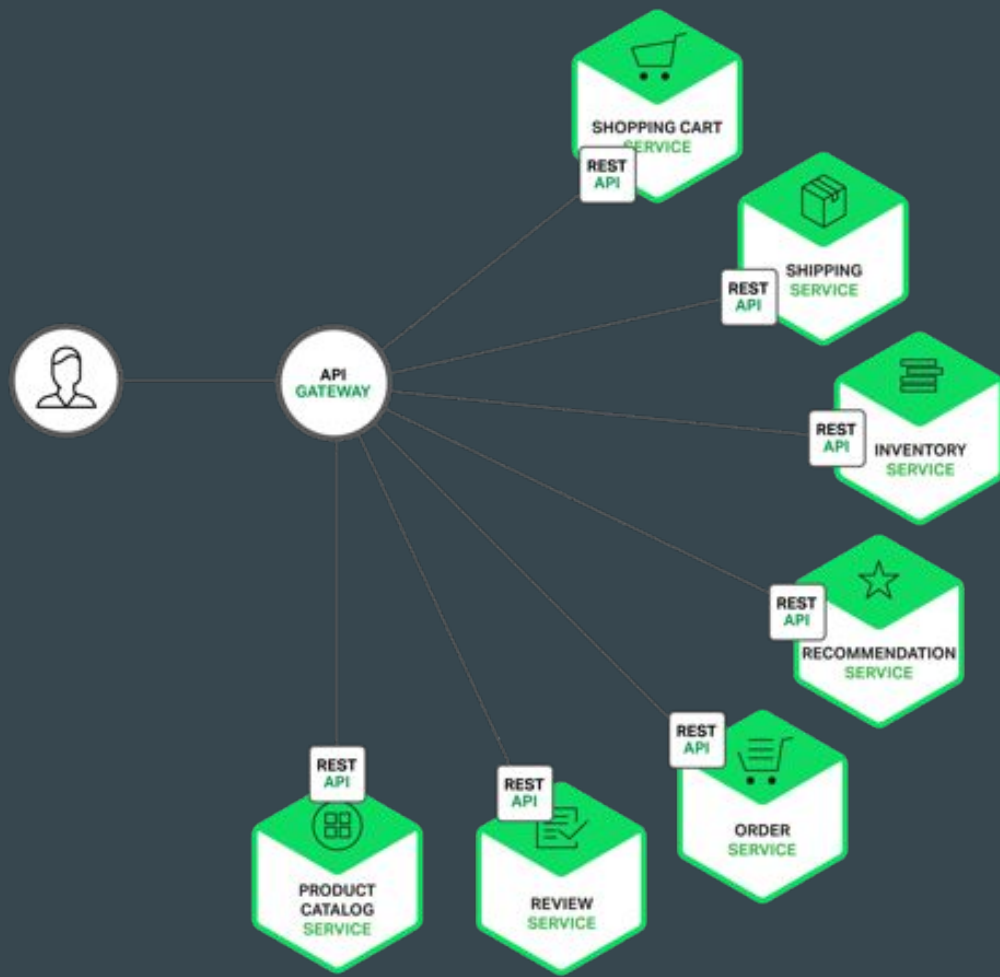 SHOPPING CART
SERVICE
REST
API
SHIPPING
SERVICE
REST
API
API
GATEWAY
REST
API
INVENTORY
SERVICE
REST
API
RECOMMENDATION
SERVICE
REST
API
ORDER
SERVICE
REST
API
REVIEW
SERVICE
REST
API
PRODUCT
CATALOG
SERVICE